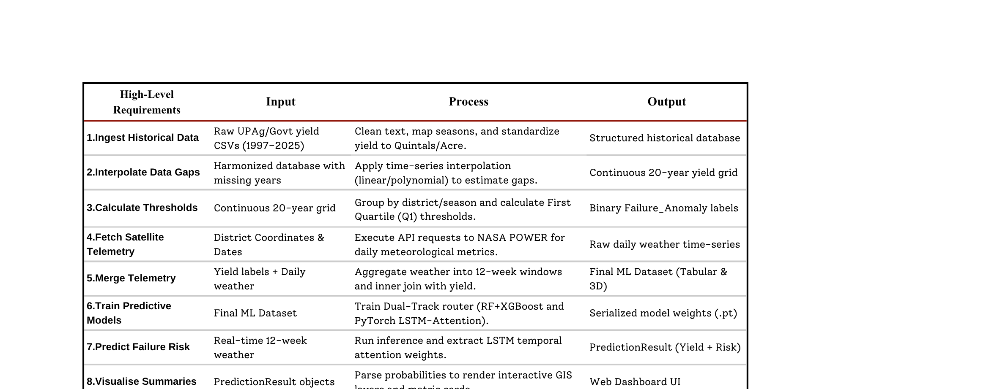 High-Level
Requirements
Input
Process
Output
1.Ingest Historical Data
Raw UPAg/Govt yield
CSVs (1997–2025)
Clean text, map seasons, and standardize
yield to Quintals/Acre.
Structured historical database
2.Interpolate Data Gaps
Harmonized database with
missing years
Apply time-series interpolation
(linear/polynomial) to estimate gaps.
Continuous 20-year yield grid
3.Calculate Thresholds
Continuous 20-year grid
Group by district/season and calculate First
Quartile (Q1) thresholds.
Binary Failure_Anomaly labels
4.Fetch Satellite
Telemetry
District Coordinates &
Dates
Execute API requests to NASA POWER for
daily meteorological metrics.
Raw daily weather time-series
5.Merge Telemetry
Yield labels + Daily
weather
Aggregate weather into 12-week windows
and inner join with yield.
Final ML Dataset (Tabular &
3D)
6.Train Predictive
Models
Final ML Dataset
Train Dual-Track router (RF+XGBoost and
PyTorch LSTM-Attention).
Serialized model weights (.pt)
7.Predict Failure Risk
Real-time 12-week
weather
Run inference and extract LSTM temporal
attention weights.
PredictionResult (Yield + Risk)
8.Visualise Summaries
PredictionResult objects
Parse probabilities to render interactive GIS
layers and metric cards.
Web Dashboard UI